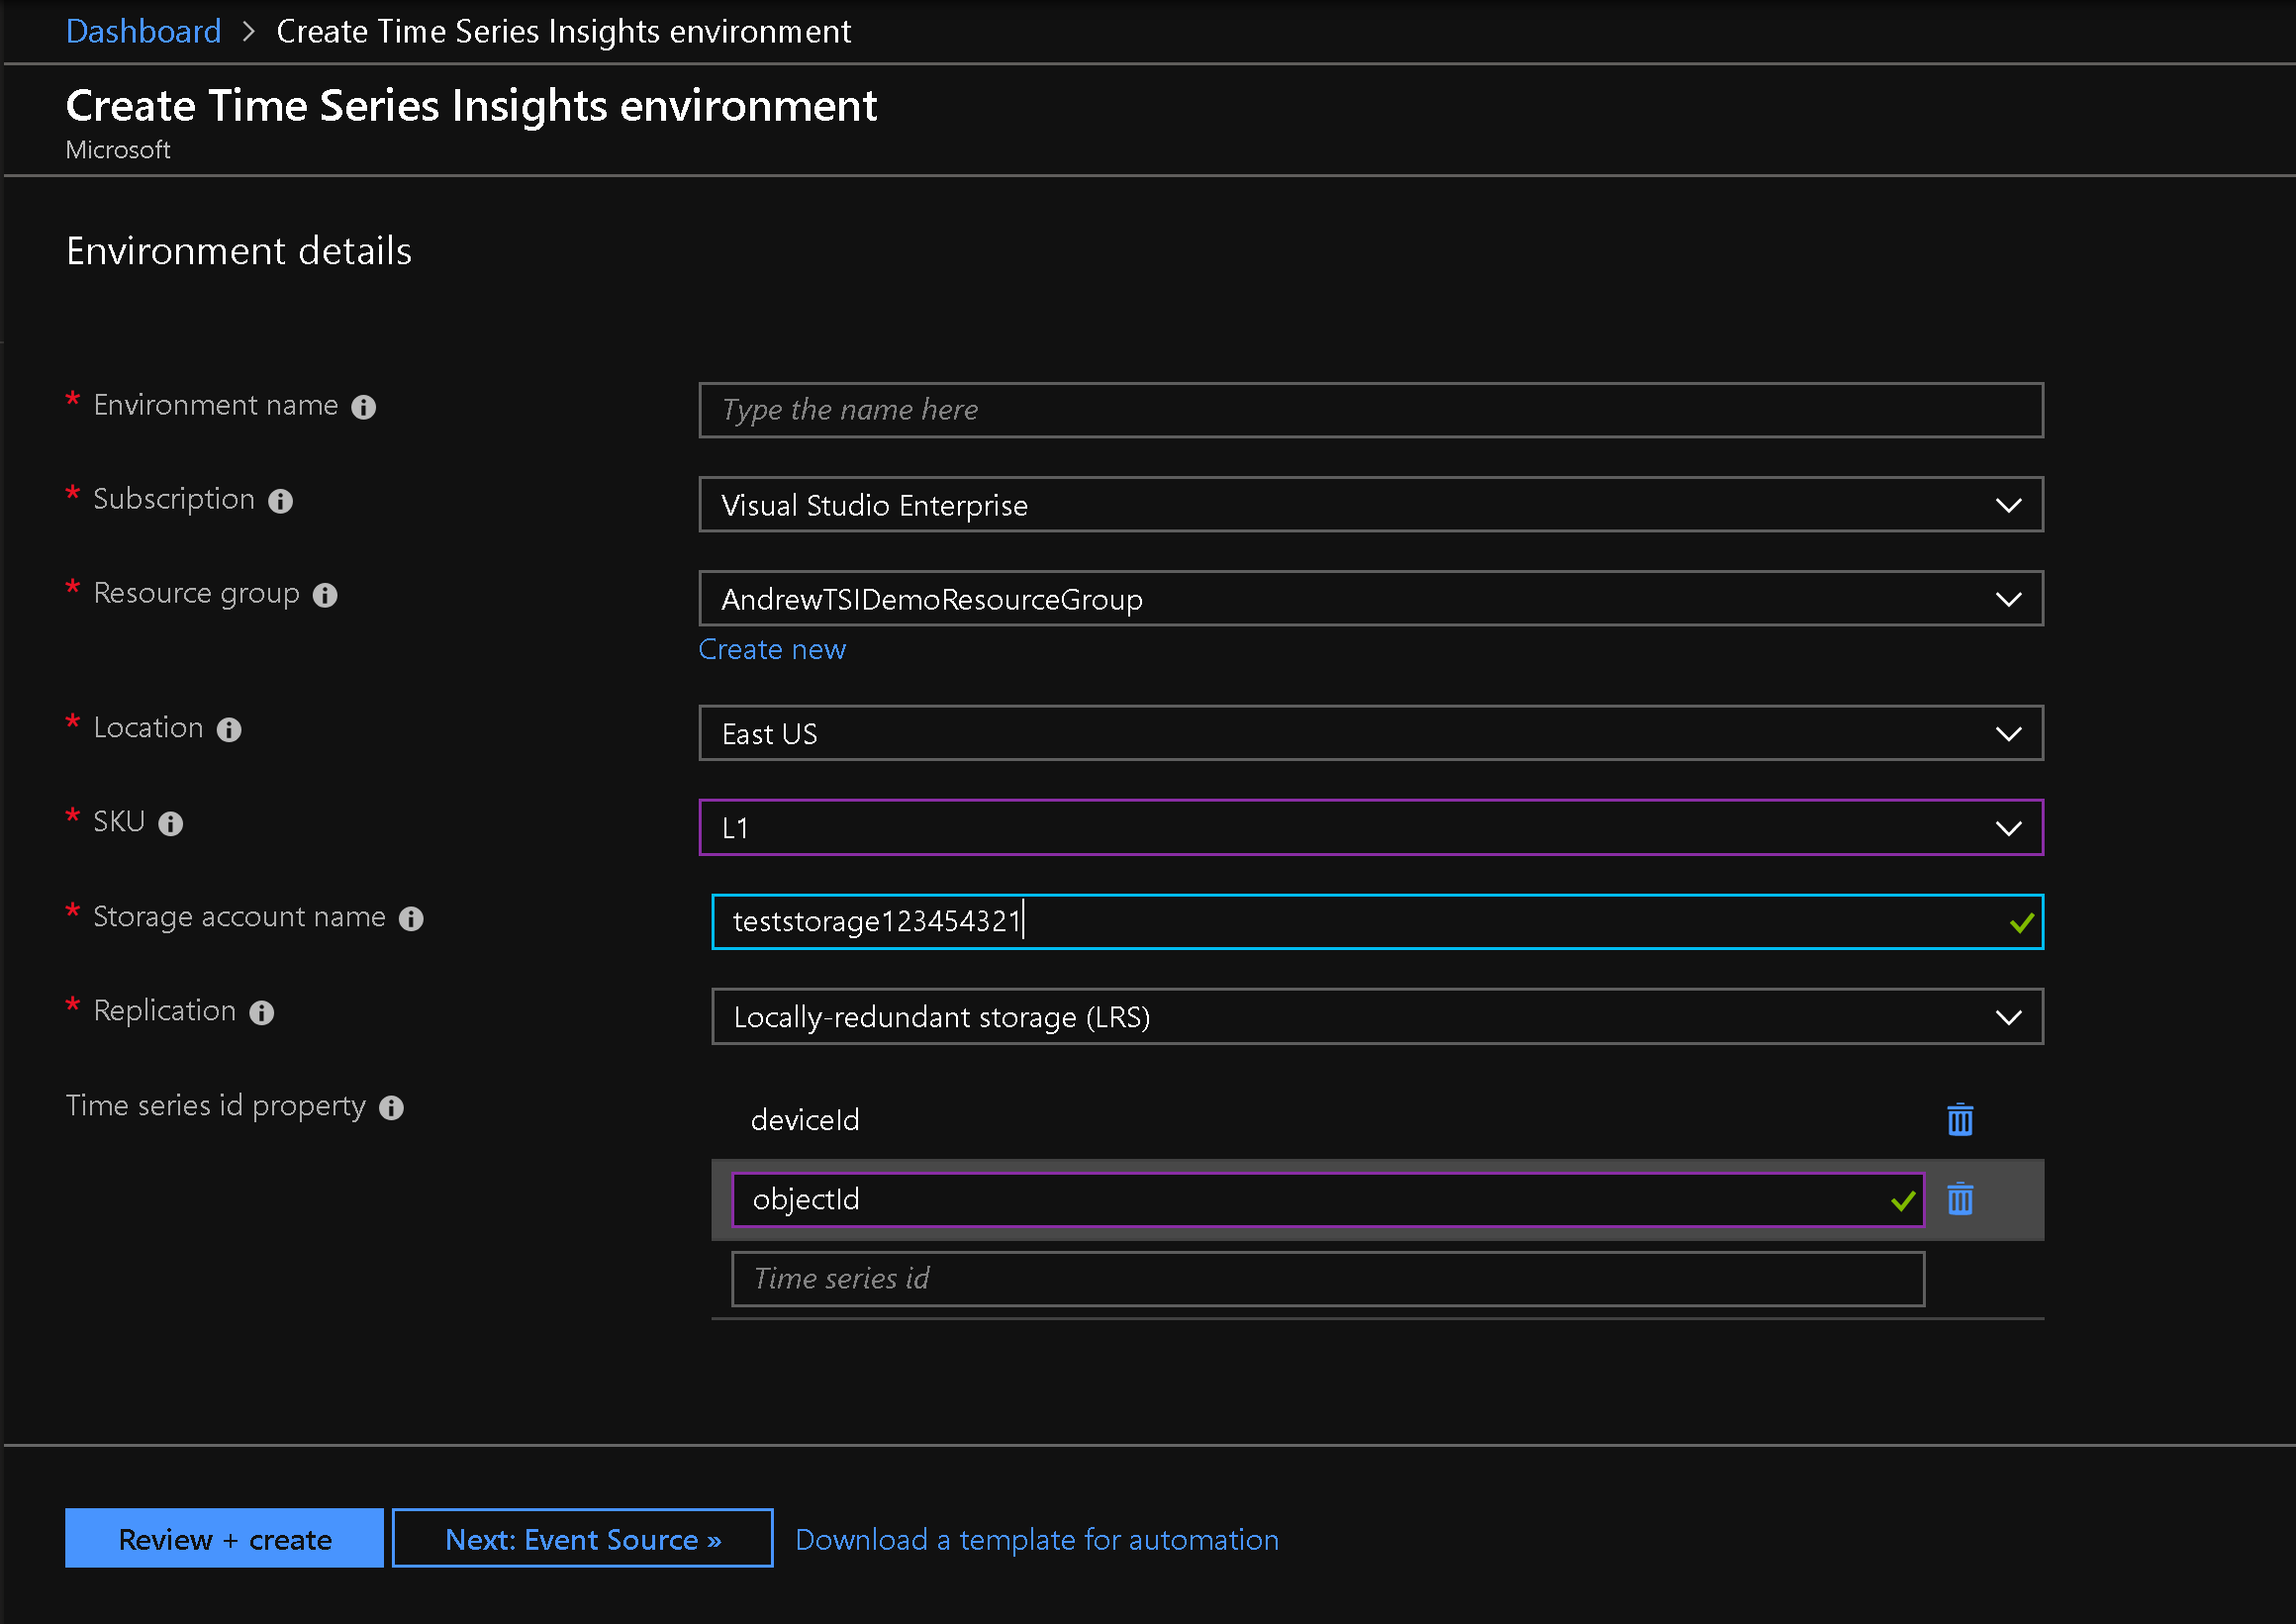 Dashboard > Create Time Series Insights environment
Create Time Series Insights environment
Microsoft
Environment details
* Environment name
Type the name here
* Subscription
Visual Studio Enterprise
* Resource group
AndrewTSIDemoResourceGroup
Create new
* Location
East US
* SKU
L1
* Storage account name
teststorage123454321
* Replication
Locally-redundant storage (LRS)
Time series id property
deviceId
objectId
Time series id
Review + create
Next: Event Source »
Download a template for automation